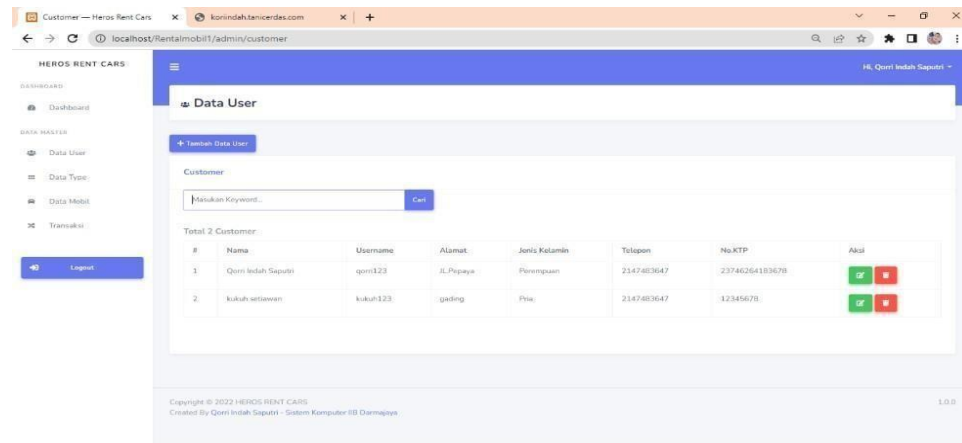 Customer — Heros Rent Cars
koriindah.tanicerdas.com
localhost/Rentalmobil1/admin/customer
HEROS RENT CARS
Hi, Qorri Indah Saputri
DASHBOARD
Dashboard
Data User
DATA MASTER
Data User
Data Type
Data Mobil
Transaksi
Logout
+ Tambah Data User
Customer
Masukan Keyword...
Cari
Total 2 Customer
# Nama Username Alamat Jenis Kelamin Telepon No.KTP Aksi
1 Qorri Indah Saputri qorri123 JL.Pepaya Perempuan 2147483647 23746264183678
2 kukuh setiawan kukuh123 gading Pria 2147483647 12345678
Copyright © 2022 HEROS RENT CARS
1.0.0
Created By Qorri Indah Saputri - Sistem Komputer IIB Darmajaya